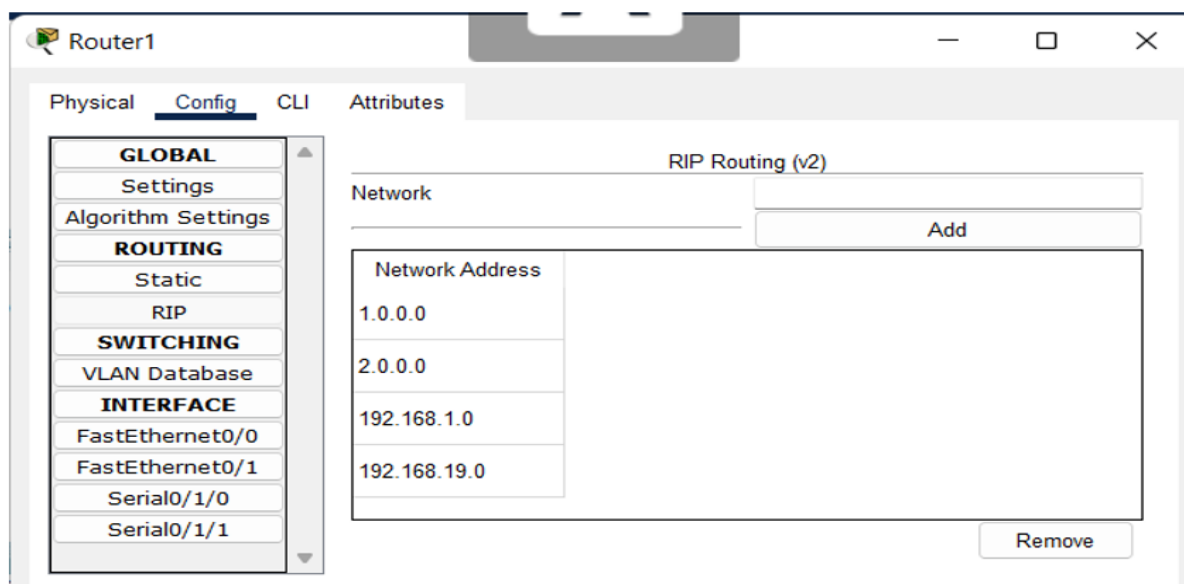 Router1
Physical Config CLI Attributes
GLOBAL
Settings
Algorithm Settings
ROUTING
Static
RIP
SWITCHING
VLAN Database
INTERFACE
FastEthernet0/0
FastEthernet0/1
Serial0/1/0
Serial0/1/1
RIP Routing (v2)
Network
Add
Network Address
1.0.0.0
2.0.0.0
192.168.1.0
192.168.19.0
Remove